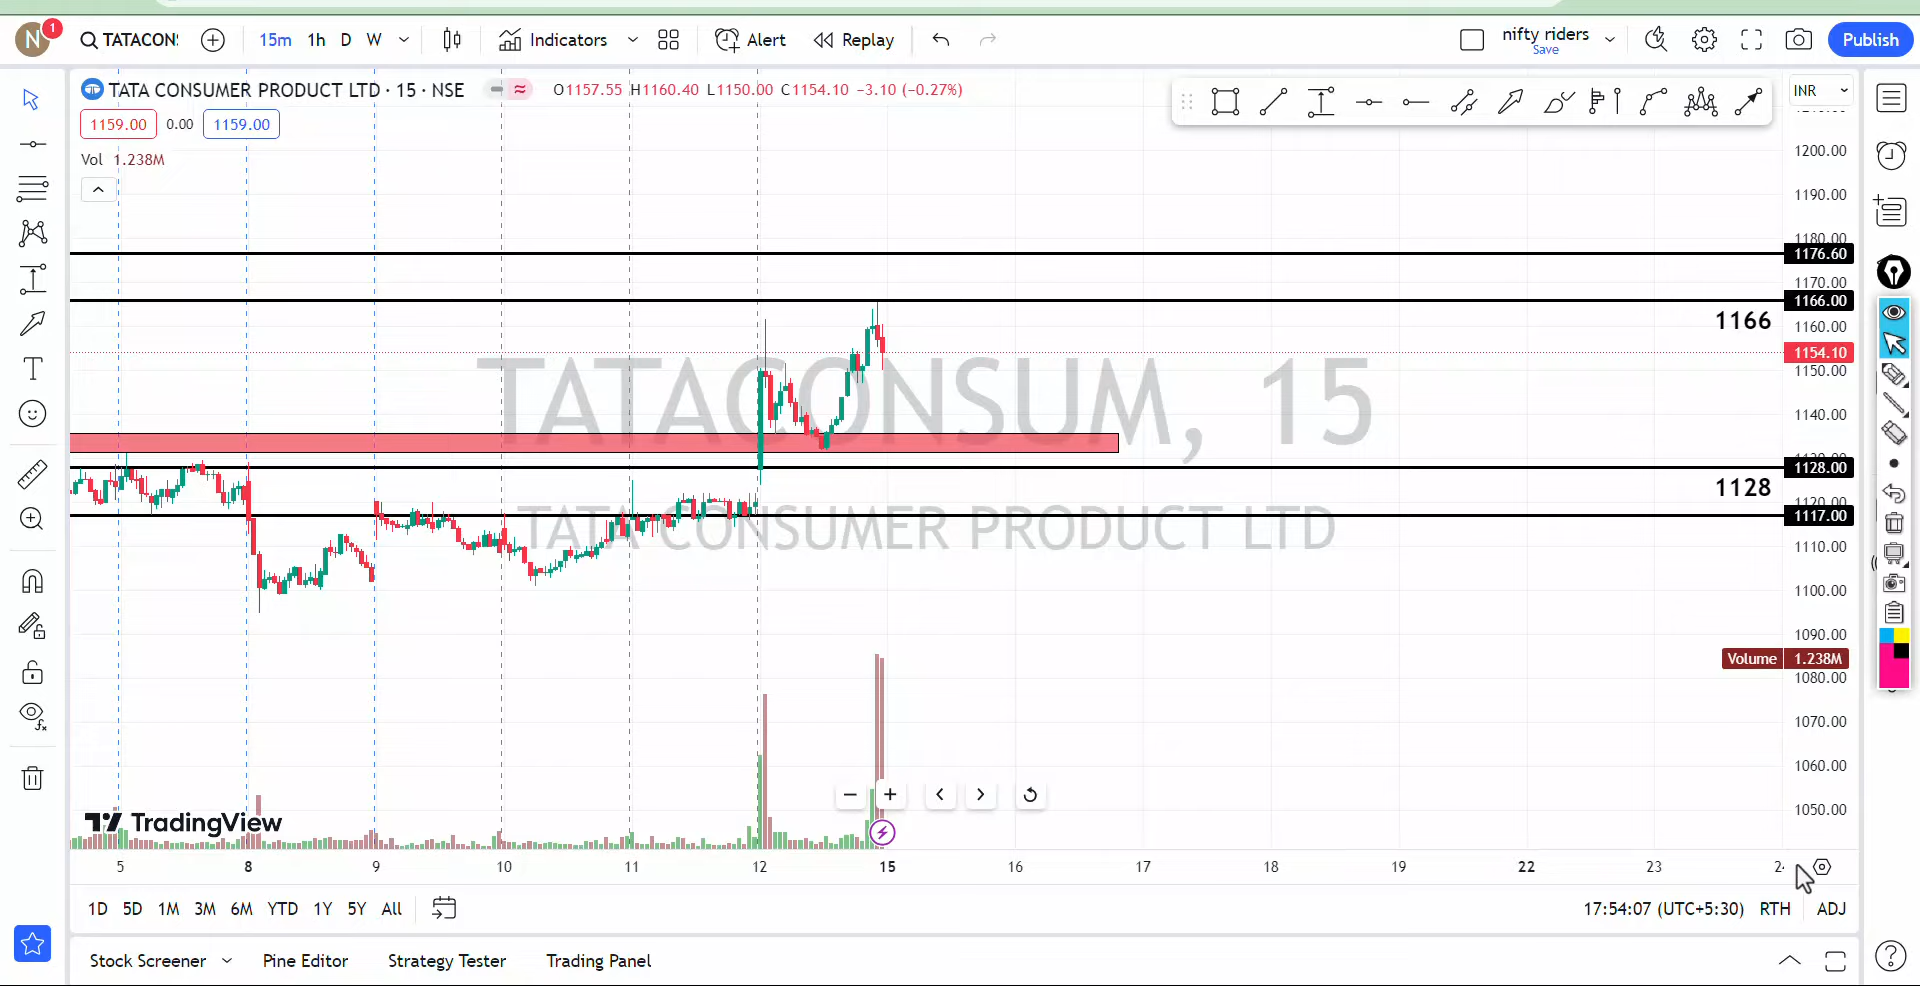 N 1 TATACON 15m 1h D W Indicators Alert Replay nifty riders Save Publish
TATA CONSUMER PRODUCT LTD · 15 · NSE O1157.55 H1160.40 L1150.00 C1154.10 −3.10 (−0.27%) INR
1159.00 0.00 1159.00
Vol 1.238M
1200.00
1190.00
1180.00
1176.60
1170.00
1166.00
1166
1160.00
1154.10
1150.00
1140.00
TATACONSUM, 15
1128.00
1128
1120.00
1117.00
TATA CONSUMER PRODUCT LTD
1110.00
1100.00
1090.00
Volume 1.238M
1080.00
1070.00
1060.00
1050.00
TradingView
5 8 9 10 11 12 15 16 17 18 19 22 23
1D 5D 1M 3M 6M YTD 1Y 5Y All 17:54:07 (UTC+5:30) RTH ADJ
Stock Screener Pine Editor Strategy Tester Trading Panel